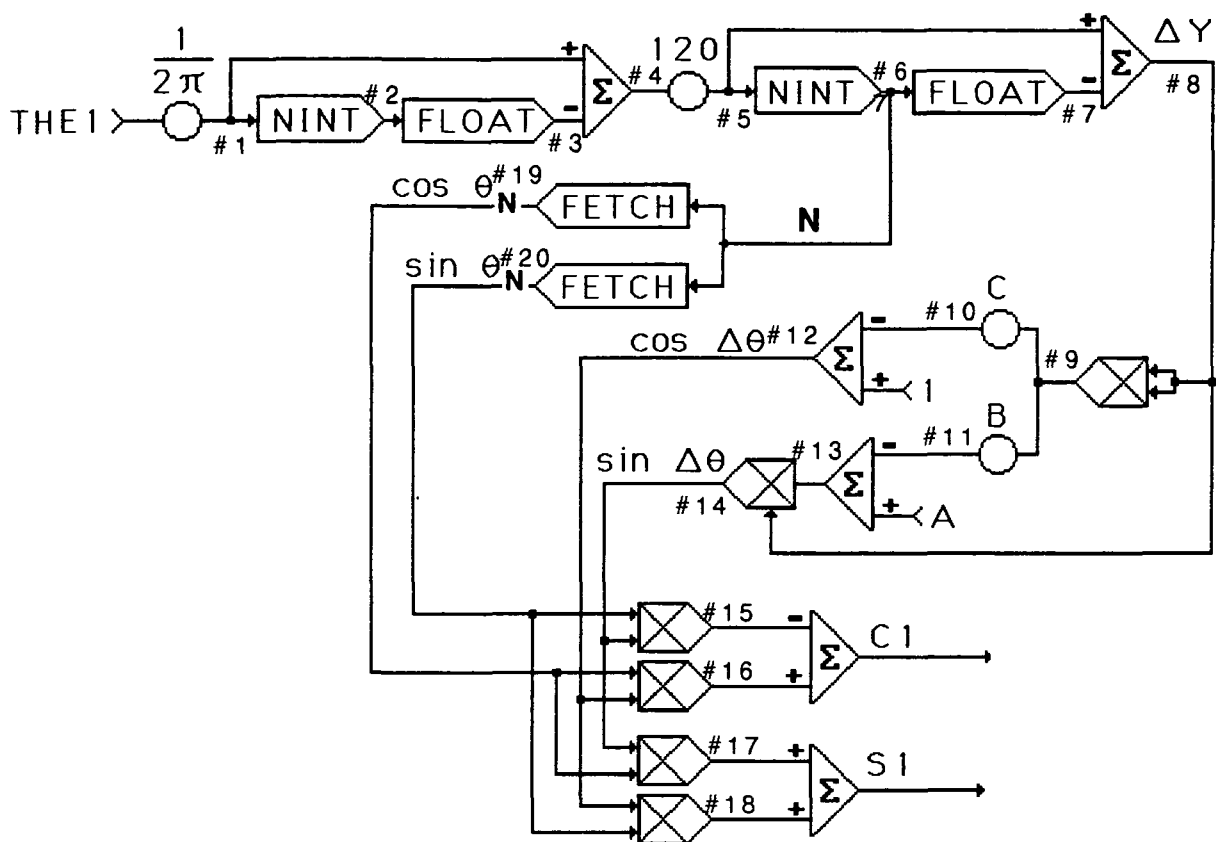 1
2π
THE1
#1
NINT
#2
FLOAT
#3
+
-
Σ
#4
120
#5
NINT
#6
7
FLOAT
#7
+
-
Σ
ΔY
#8
cos θN
#19
FETCH
N
sin θN
#20
FETCH
cos Δθ
#12
Σ
-
+
1
#10
C
#9
sin Δθ
#14
#13
Σ
-
+
A
#11
B
#15
-
#16
+
Σ
C1
#17
+
#18
+
Σ
S1